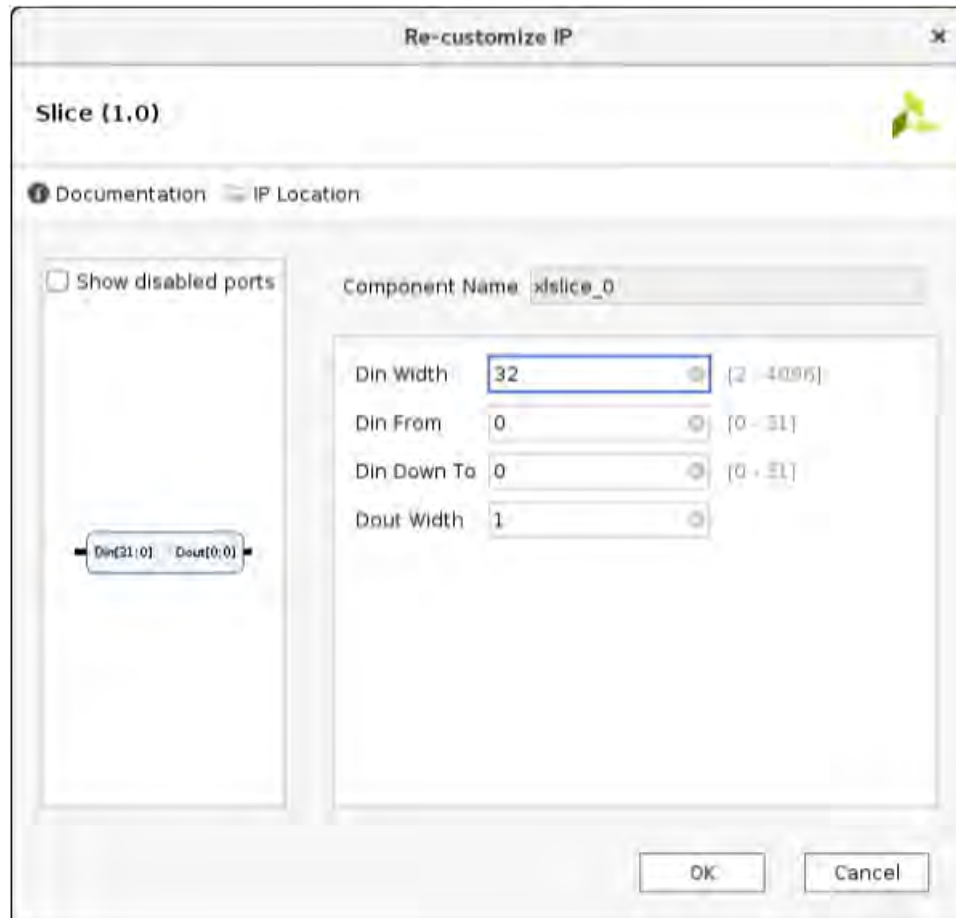 Re-customize IP
Slice (1.0)
Documentation IP Location
Show disabled ports
Component Name xlslice_0
Din Width 32 [2 - 4096]
Din From 0 [0 - 31]
Din Down To 0 [0 - 31]
Dout Width 1
Din[31:0] Dout[0:0]
OK Cancel